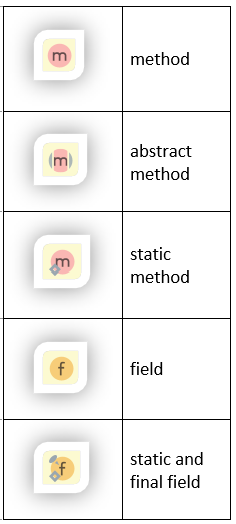 m
method
m
abstract
method
m
static
method
f
field
f
static and
final field